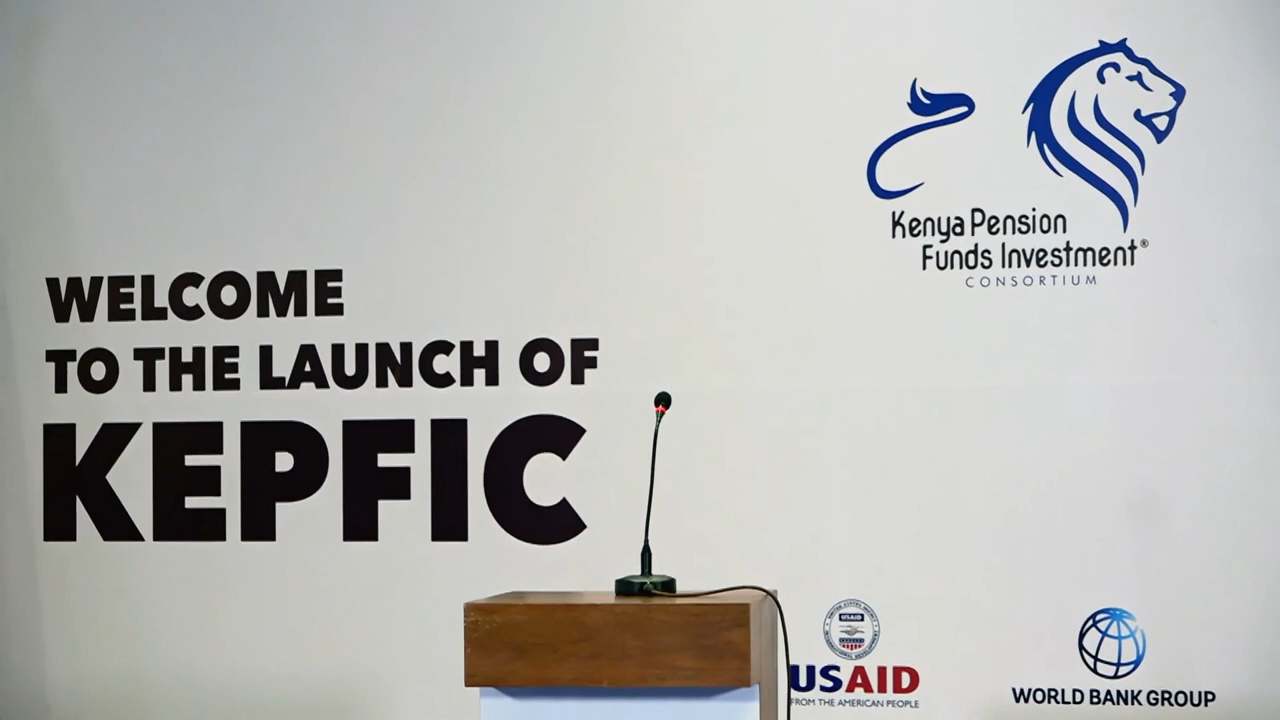 WELCOME
TO THE LAUNCH OF
KEPFIC
Kenya Pension
Funds Investment®
CONSORTIUM
USAID
USAID
FROM THE AMERICAN PEOPLE
WORLD BANK GROUP